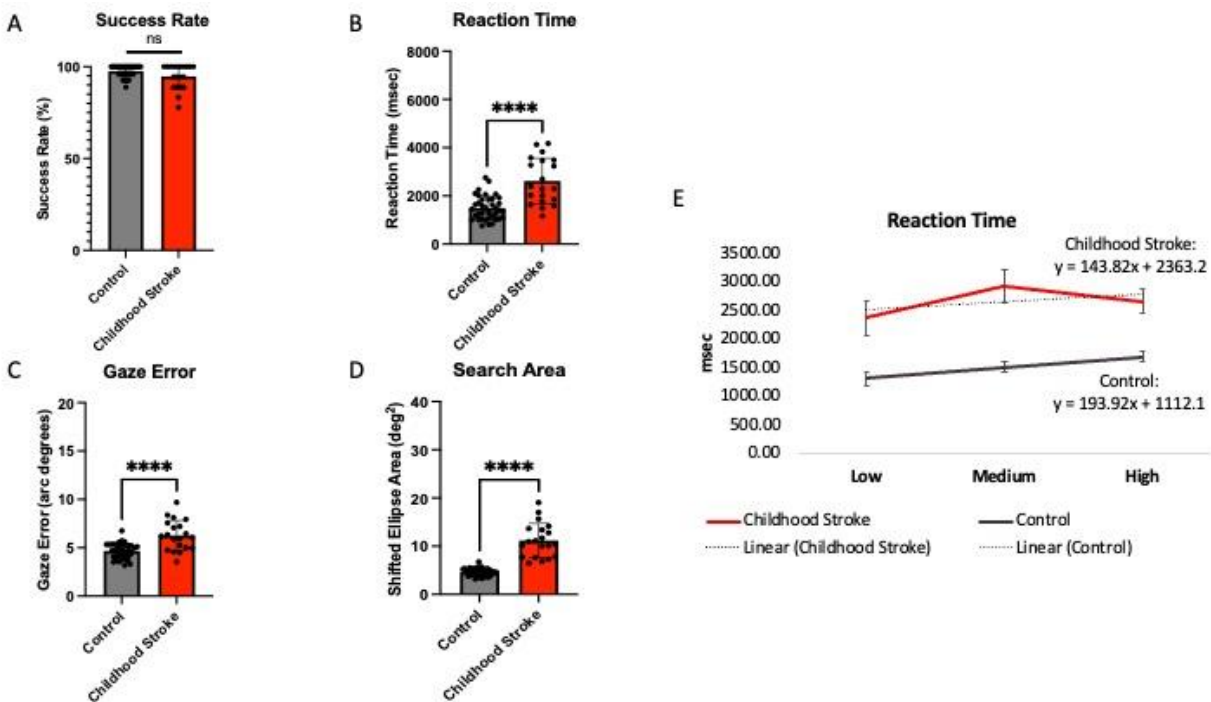 A
Success Rate
ns
Success Rate (%)
100
50
0
Control
Childhood Stroke
B
Reaction Time
****
Reaction Time (msec)
8000
6000
4000
2000
0
Control
Childhood Stroke
C
Gaze Error
****
Gaze Error (arc degrees)
20
15
10
5
0
Control
Childhood Stroke
D
Search Area
****
Shifted Ellipse Area (deg²)
40
30
20
10
0
Control
Childhood Stroke
E
Reaction Time
msec
3500.00
3000.00
2500.00
2000.00
1500.00
1000.00
500.00
0.00
Childhood Stroke:
y = 143.82x + 2363.2
Control:
y = 193.92x + 1112.1
Low Medium High
Childhood Stroke Control
Linear (Childhood Stroke) Linear (Control)